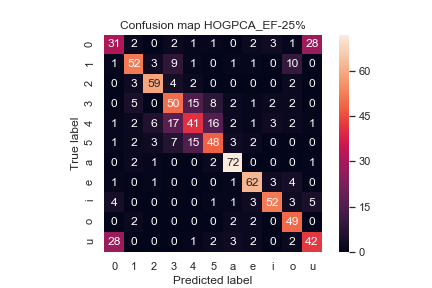 Confusion map HOGPCA_EF-25%
0 31 2 0 2 1 1 0 2 3 1 28
1 1 52 3 9 1 0 1 1 0 10 0
2 0 3 59 4 2 0 0 0 0 0 0
3 0 5 0 50 15 8 1 2 2 2 0
4 1 2 6 17 41 16 2 1 3 2 1
5 1 2 3 7 15 48 3 2 0 0 0
a 0 2 1 0 0 2 72 0 0 0 1
e 0 1 0 0 0 0 1 62 3 4 0
i 4 0 0 0 0 1 1 3 52 3 5
o 0 2 0 0 0 0 2 2 0 49 0
u 28 0 0 0 1 2 3 2 0 2 42
0 1 2 3 4 5 a e i o u
Predicted label
True label
60
45
30
15
0